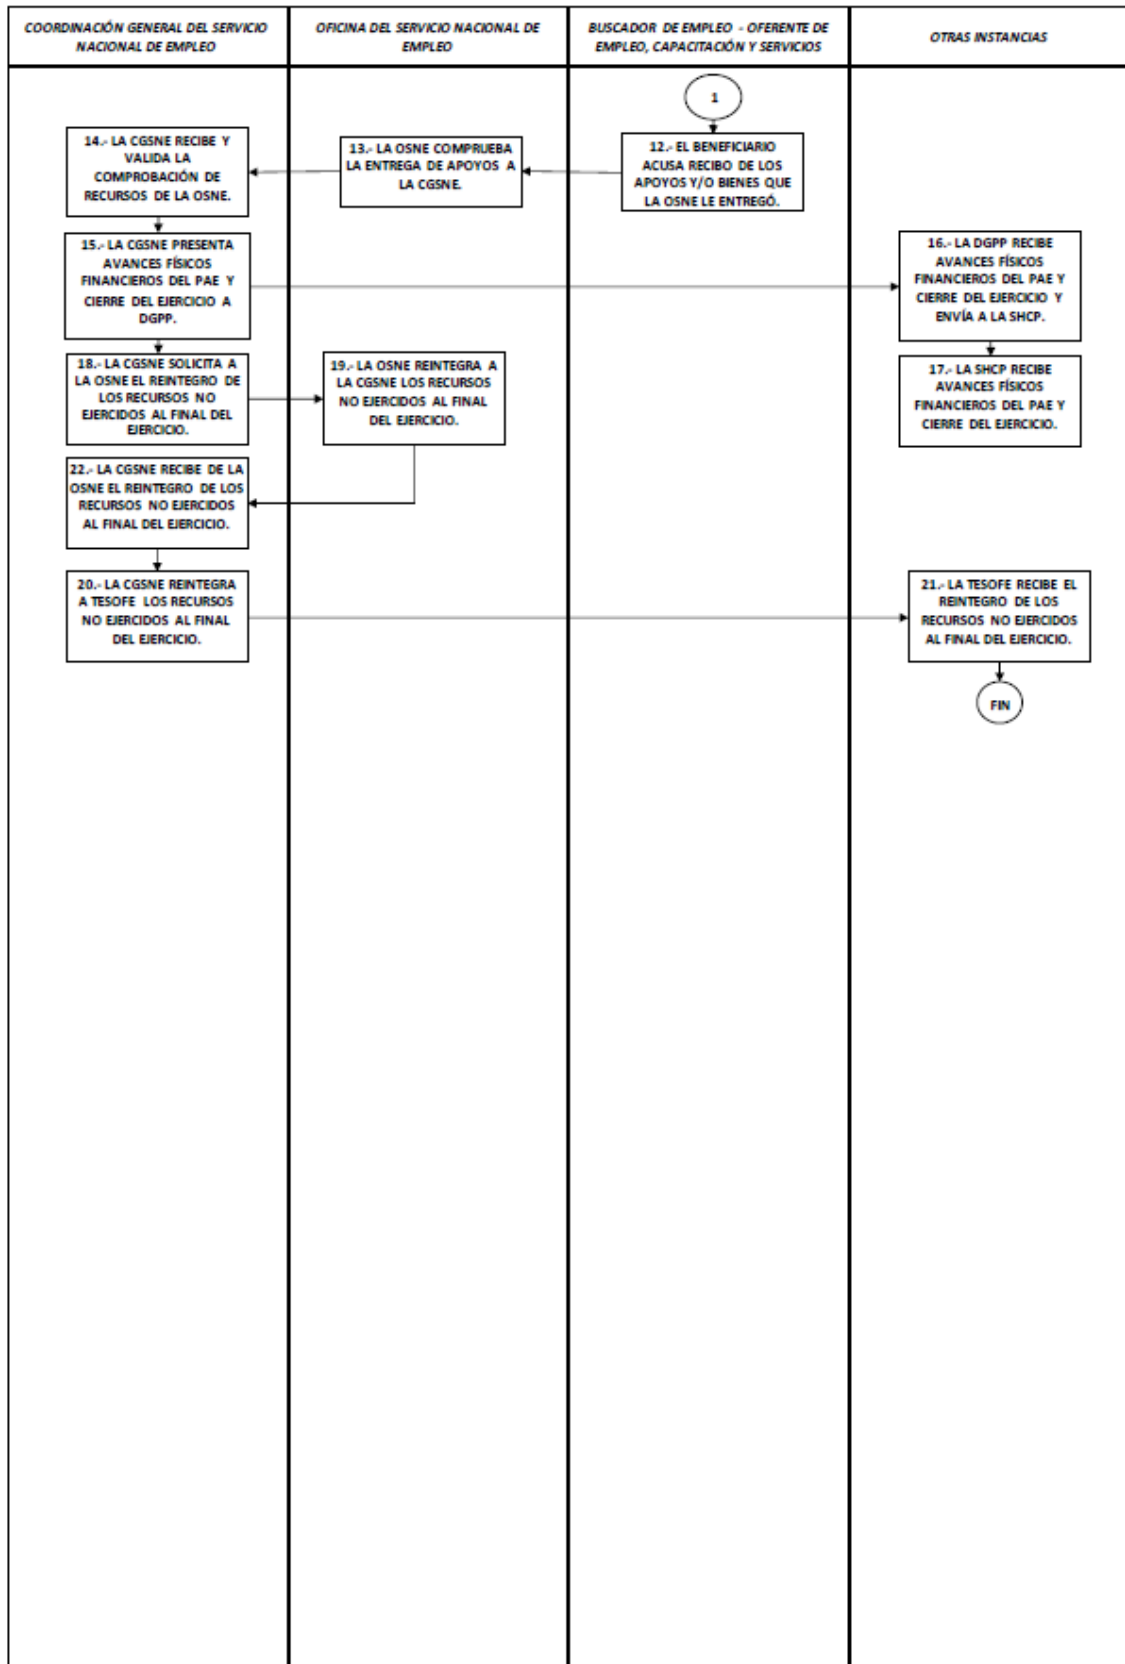 COORDINACIÓN GENERAL DEL SERVICIO
NACIONAL DE EMPLEO
OFICINA DEL SERVICIO NACIONAL DE
EMPLEO
BUSCADOR DE EMPLEO - OFERENTE DE
EMPLEO, CAPACITACIÓN Y SERVICIOS
OTRAS INSTANCIAS
1
12.- EL BENEFICIARIO
ACUSA RECIBO DE LOS
APOYOS Y/O BIENES QUE
LA OSNE LE ENTREGÓ.
13.- LA OSNE COMPRUEBA
LA ENTREGA DE APOYOS A
LA CGSNE.
14.- LA CGSNE RECIBE Y
VALIDA LA
COMPROBACIÓN DE
RECURSOS DE LA OSNE.
15.- LA CGSNE PRESENTA
AVANCES FÍSICOS
FINANCIEROS DEL PAE Y
CIERRE DEL EJERCICIO A
DGPP.
16.- LA DGPP RECIBE
AVANCES FÍSICOS
FINANCIEROS DEL PAE Y
CIERRE DEL EJERCICIO Y
ENVÍA A LA SHCP.
17.- LA SHCP RECIBE
AVANCES FÍSICOS
FINANCIEROS DEL PAE Y
CIERRE DEL EJERCICIO.
18.- LA CGSNE SOLICITA A
LA OSNE EL REINTEGRO DE
LOS RECURSOS NO
EJERCIDOS AL FINAL DEL
EJERCICIO.
19.- LA OSNE REINTEGRA A
LA CGSNE LOS RECURSOS
NO EJERCIDOS AL FINAL
DEL EJERCICIO.
22.- LA CGSNE RECIBE DE LA
OSNE EL REINTEGRO DE LOS
RECURSOS NO EJERCIDOS
AL FINAL DEL EJERCICIO.
20.- LA CGSNE REINTEGRA
A TESOFE LOS RECURSOS
NO EJERCIDOS AL FINAL
DEL EJERCICIO.
21.- LA TESOFE RECIBE EL
REINTEGRO DE LOS
RECURSOS NO EJERCIDOS
AL FINAL DEL EJERCICIO.
FIN